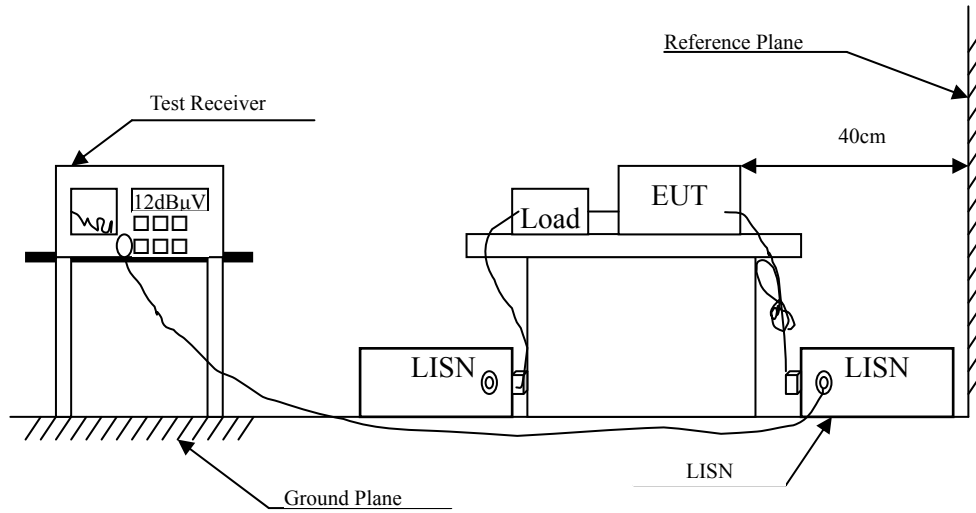 Reference Plane
Test Receiver
40cm
12dBµV
Load
EUT
LISN
LISN
LISN
Ground Plane